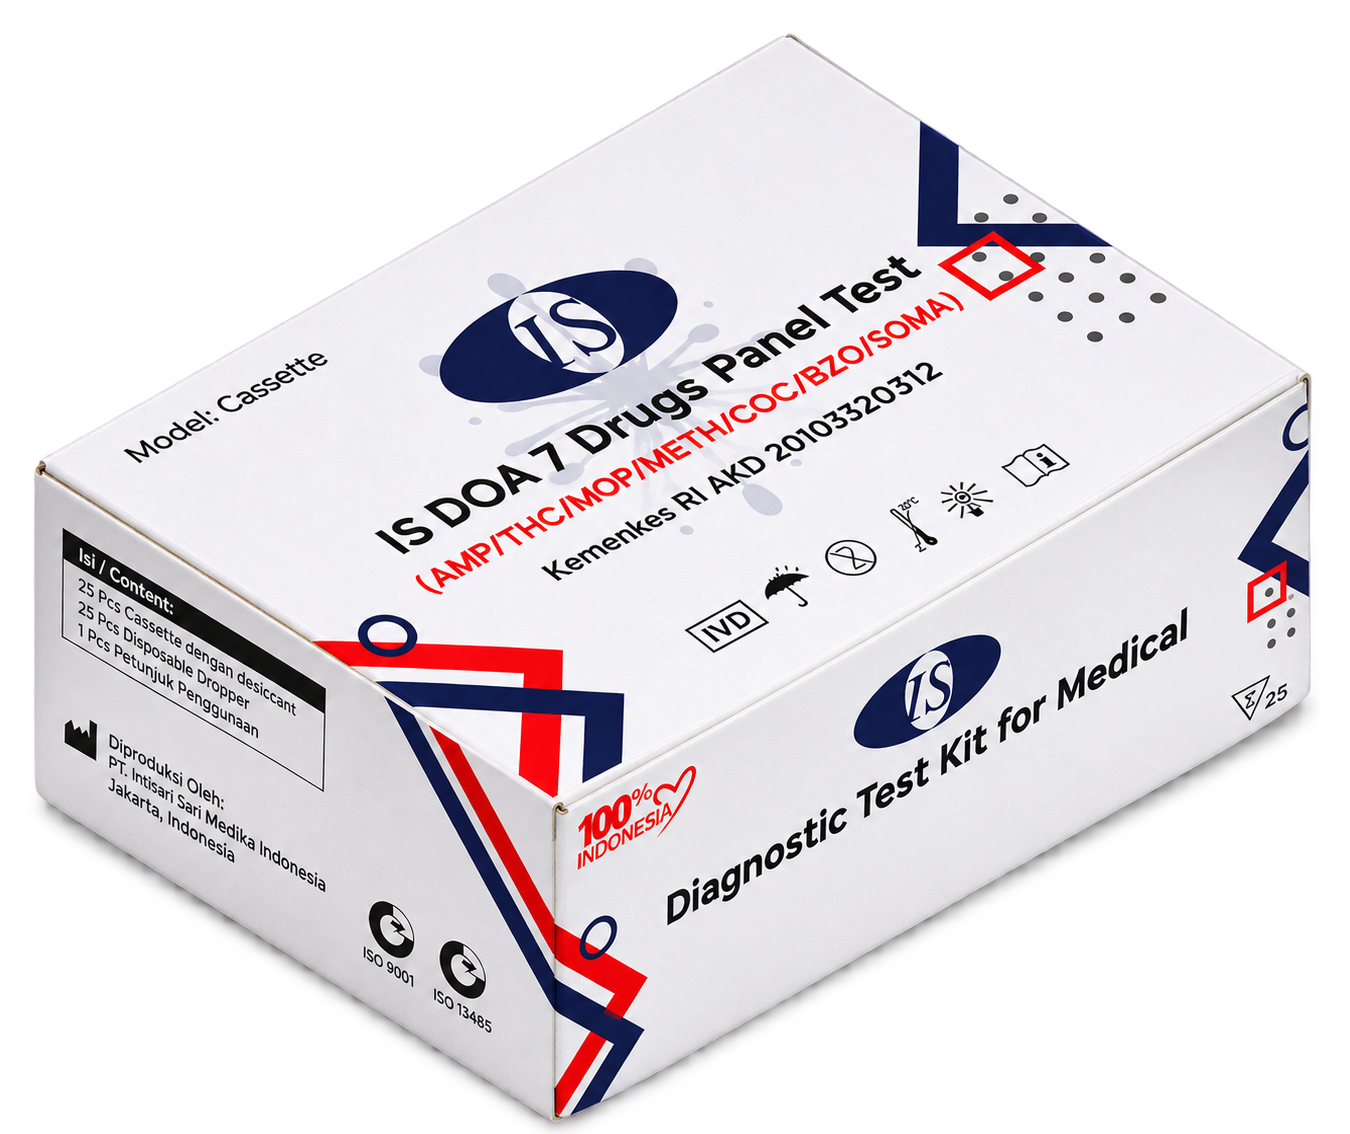 Model: Cassette
IS
IS DOA 7 Drugs Panel Test
(AMP/THC/MOP/METH/COC/BZO/SOMA)
Kemenkes RI AKD 20103320312
IVD
2
20°C
2
i
Isi / Content:
25 Pcs Cassette dengan desiccant
25 Pcs Disposable Dropper
1 Pcs Petunjuk Penggunaan
Diproduksi Oleh:
PT. Intisari Sari Medika Indonesia
Jakarta, Indonesia
ISO 9001
ISO 13485
100%
INDONESIA
IS
Diagnostic Test Kit for Medical
Σ 25